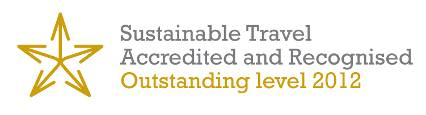 Sustainable Travel
Accredited and Recognised
Outstanding level 2012